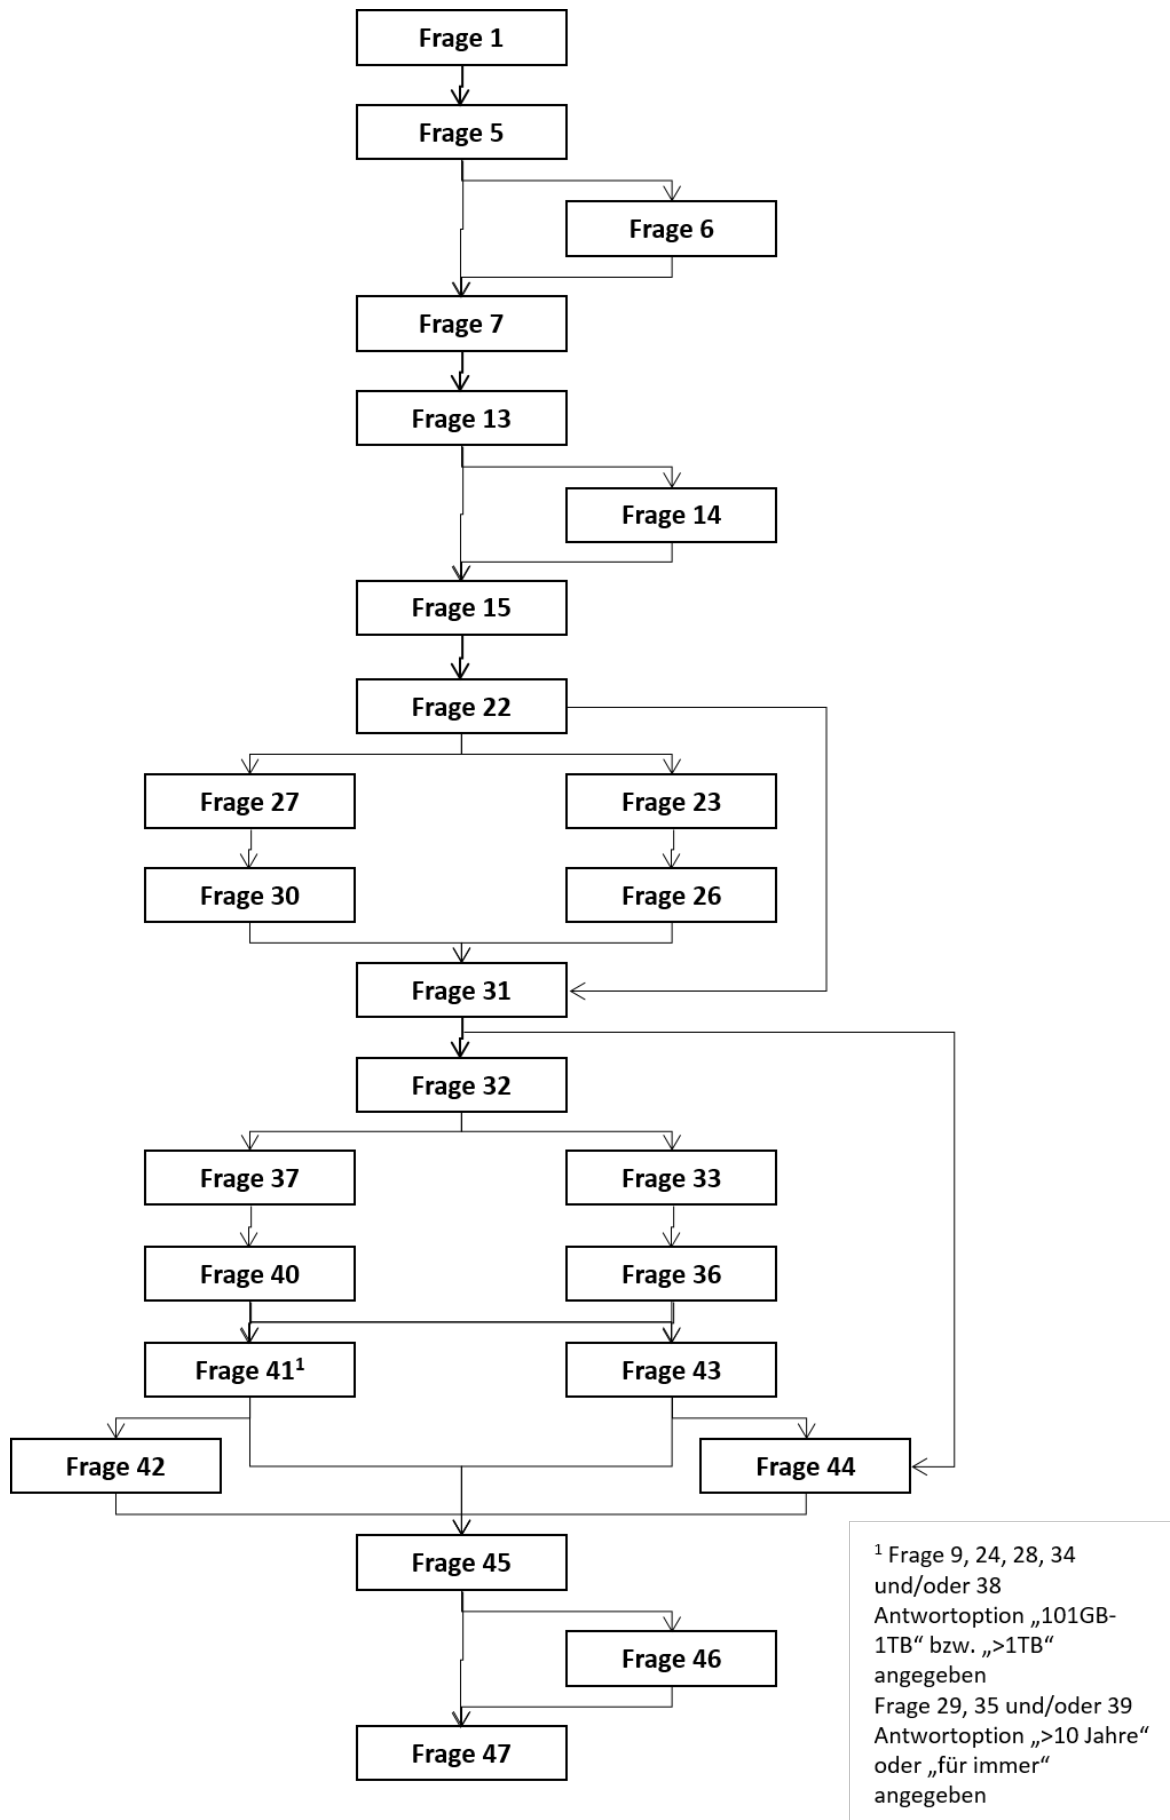 Frage 1
Frage 5
Frage 6
Frage 7
Frage 13
Frage 14
Frage 15
Frage 22
Frage 27
Frage 23
Frage 30
Frage 26
Frage 31
Frage 32
Frage 37
Frage 33
Frage 40
Frage 36
Frage 41¹
Frage 43
Frage 42
Frage 44
Frage 45
Frage 46
Frage 47
¹ Frage 9, 24, 28, 34
und/oder 38
Antwortoption „101GB-
1TB“ bzw. „>1TB“
angegeben
Frage 29, 35 und/oder 39
Antwortoption „>10 Jahre“
oder „für immer“
angegeben